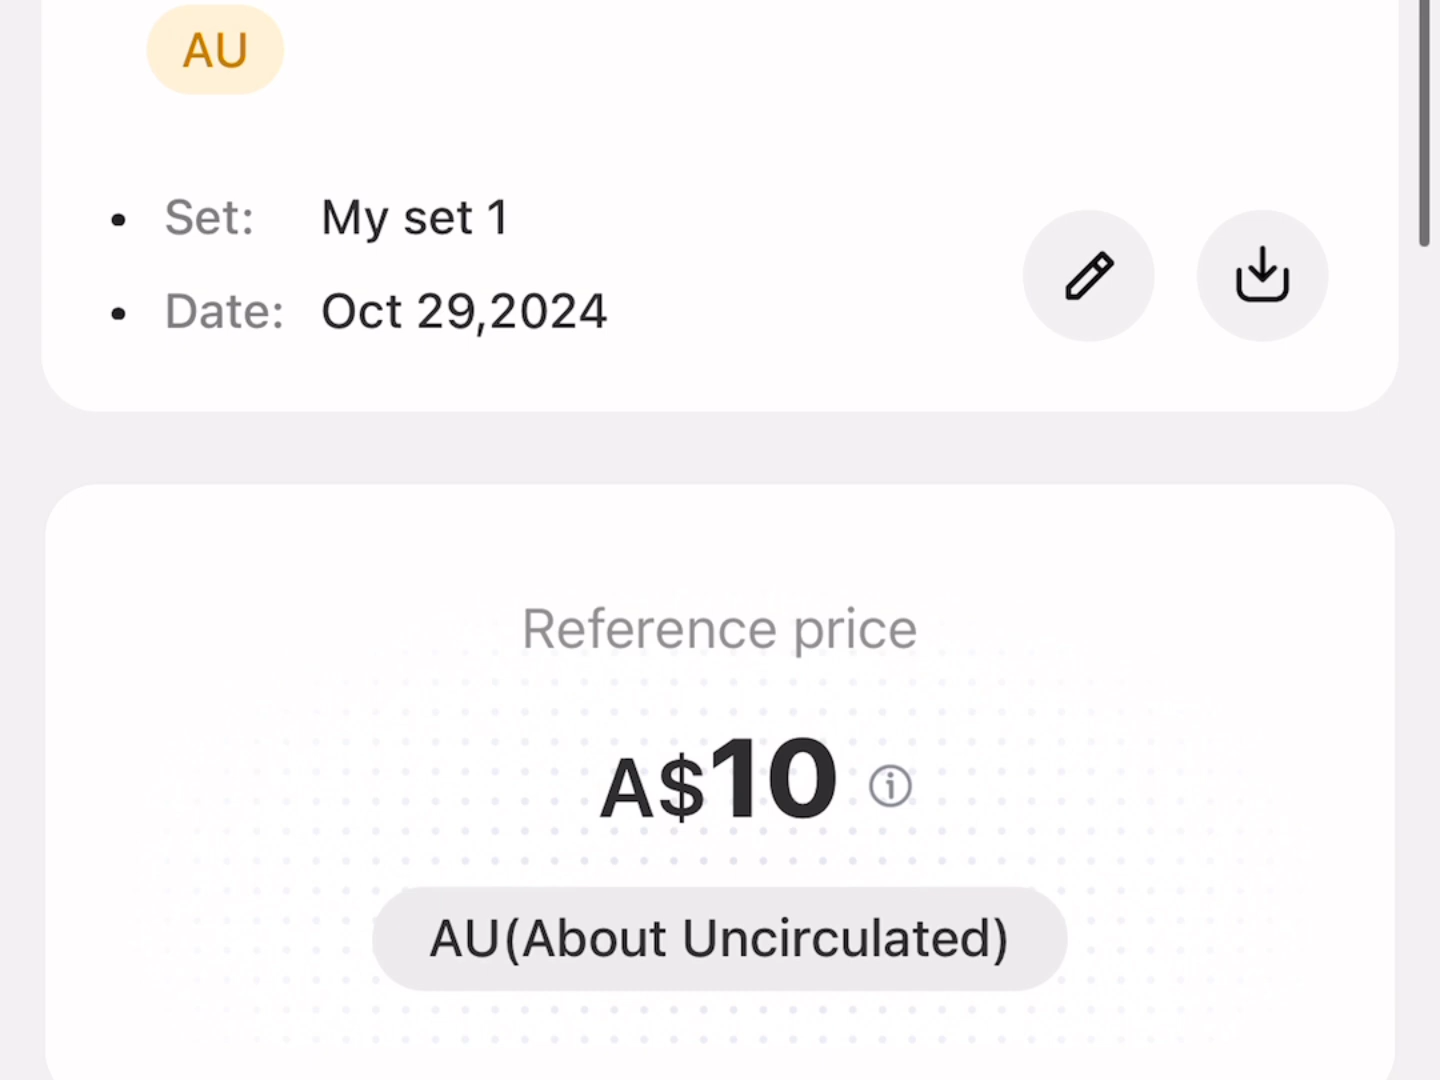 AU
Set: My set 1
Date: Oct 29,2024
Reference price
A$10
AU(About Uncirculated)